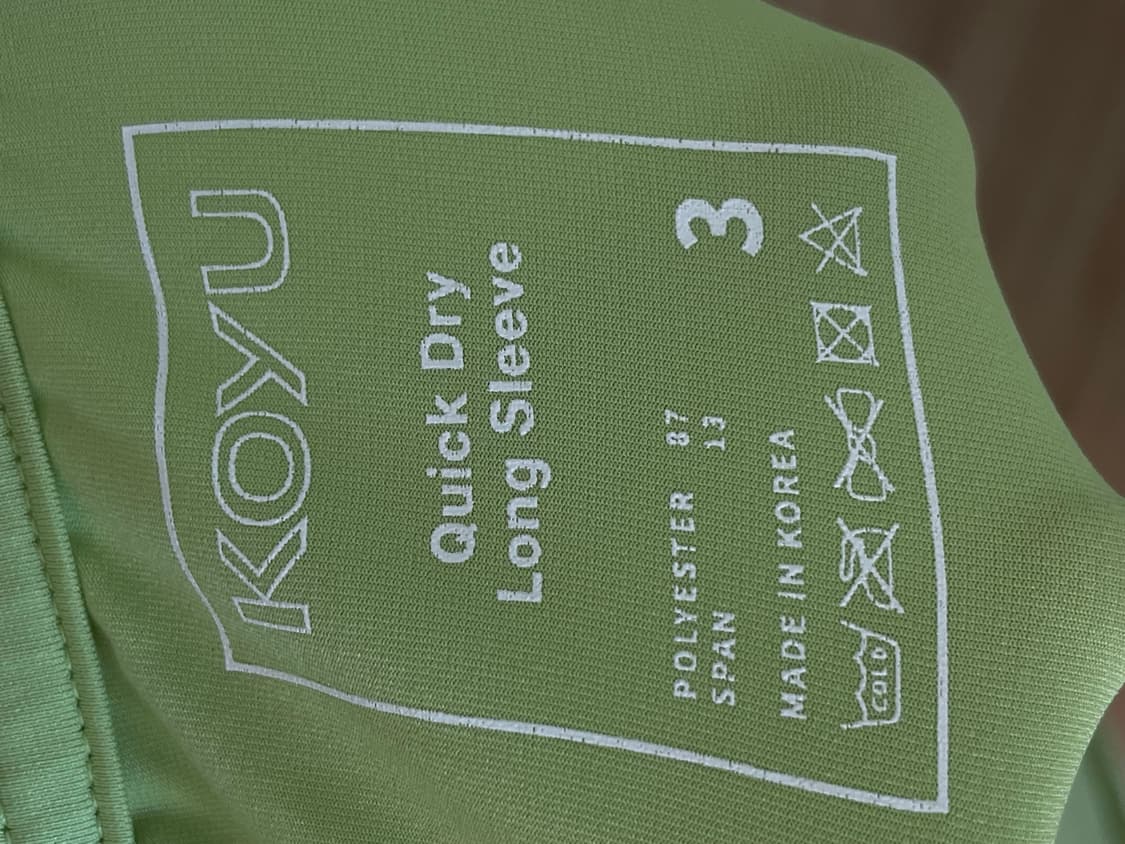 KOYU
Quick Dry
Long Sleeve
3
POLYESTER 87
SPAN 13
MADE IN KOREA
COLD